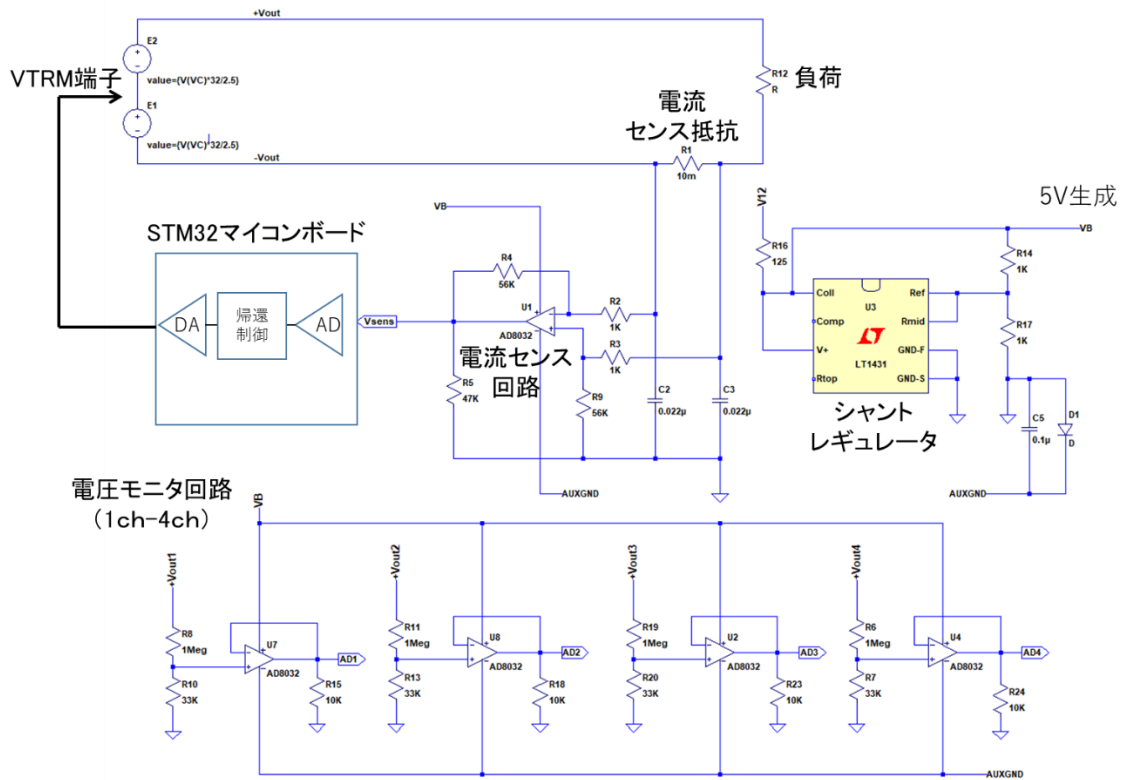 +Vout
E2
value={V(VC)*32/2.5}
VTRM端子
E1
value={V(VC)*32/2.5}
-Vout
R12
R
負荷
電流
センス抵抗
R1
10m
STM32マイコンボード
DA
帰還
制御
AD
Vsens
VB
R4
56K
U1
AD8032
R2
1K
R3
1K
電流センス
回路
R5
47K
R9
56K
C2
0.022µ
C3
0.022µ
AUXGND
5V生成
V12
VB
R16
125
R14
1K
Coll
Ref
U3
Comp
Rmid
V+
GND-F
LT1431
Rtop
GND-S
R17
1K
シャント
レギュレータ
C5
0.1µ
D1
D
AUXGND
電圧モニタ回路
(1ch-4ch)
VB
+Vout1
R8
1Meg
R10
33K
U7
AD8032
AD1
R15
10K
+Vout2
R11
1Meg
R13
33K
U8
AD8032
AD2
R18
10K
+Vout3
R19
1Meg
R20
33K
U2
AD8032
AD3
R23
10K
+Vout4
R6
1Meg
R7
33K
U4
AD8032
AD4
R24
10K
AUXGND